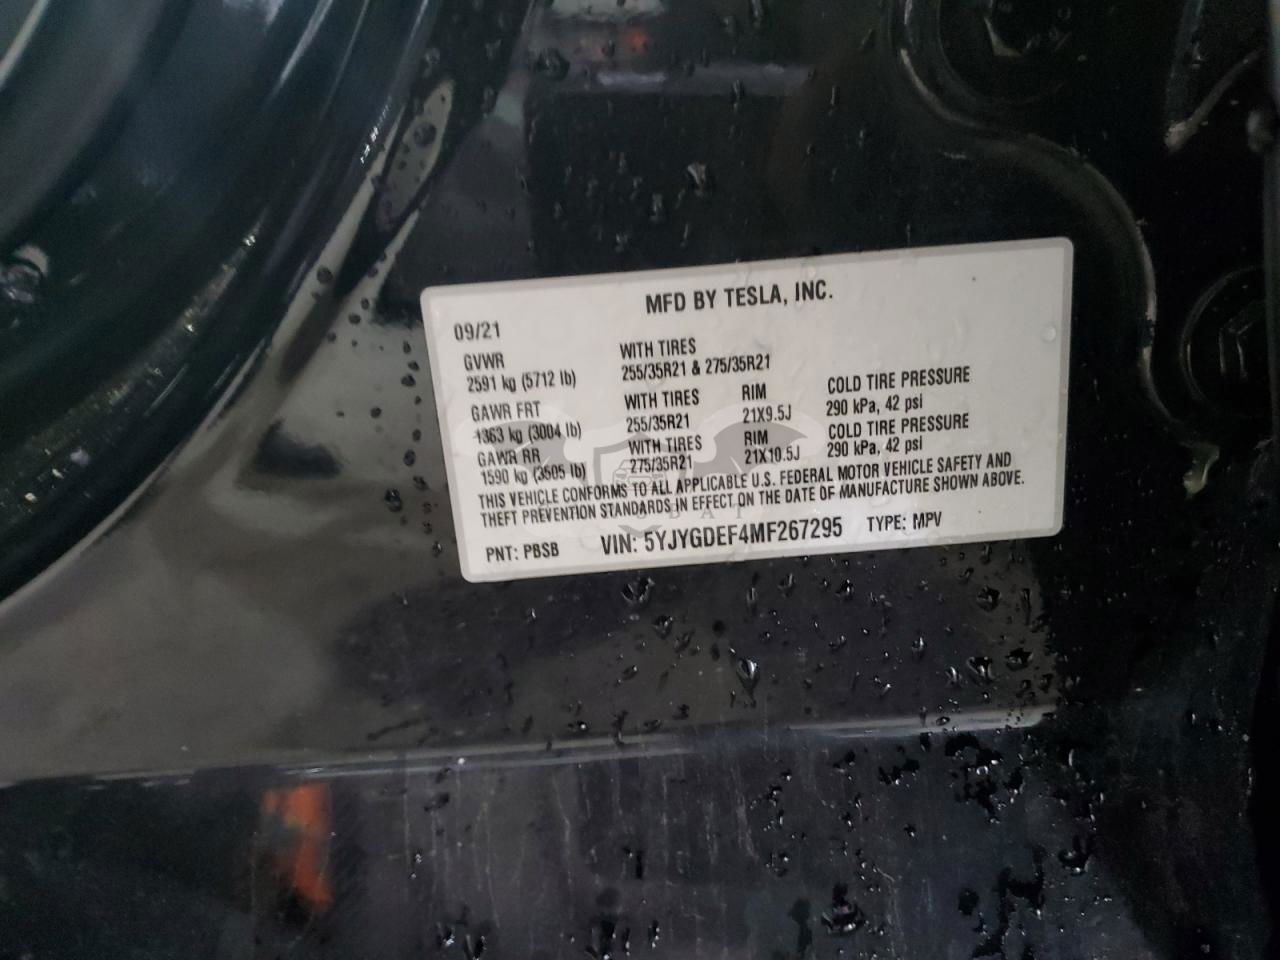 MFD BY TESLA, INC.
09/21
GVWR WITH TIRES
2591 kg (5712 lb) 255/35R21 & 275/35R21
GAWR FRT WITH TIRES RIM COLD TIRE PRESSURE
1363 kg (3004 lb) 255/35R21 21X9.5J 290 kPa, 42 psi
GAWR RR WITH TIRES RIM COLD TIRE PRESSURE
1590 kg (3505 lb) 275/35R21 21X10.5J 290 kPa, 42 psi
THIS VEHICLE CONFORMS TO ALL APPLICABLE U.S. FEDERAL MOTOR VEHICLE SAFETY AND
THEFT PREVENTION STANDARDS IN EFFECT ON THE DATE OF MANUFACTURE SHOWN ABOVE.
PNT: PBSB VIN: 5YJYGDEF4MF267295 TYPE: MPV